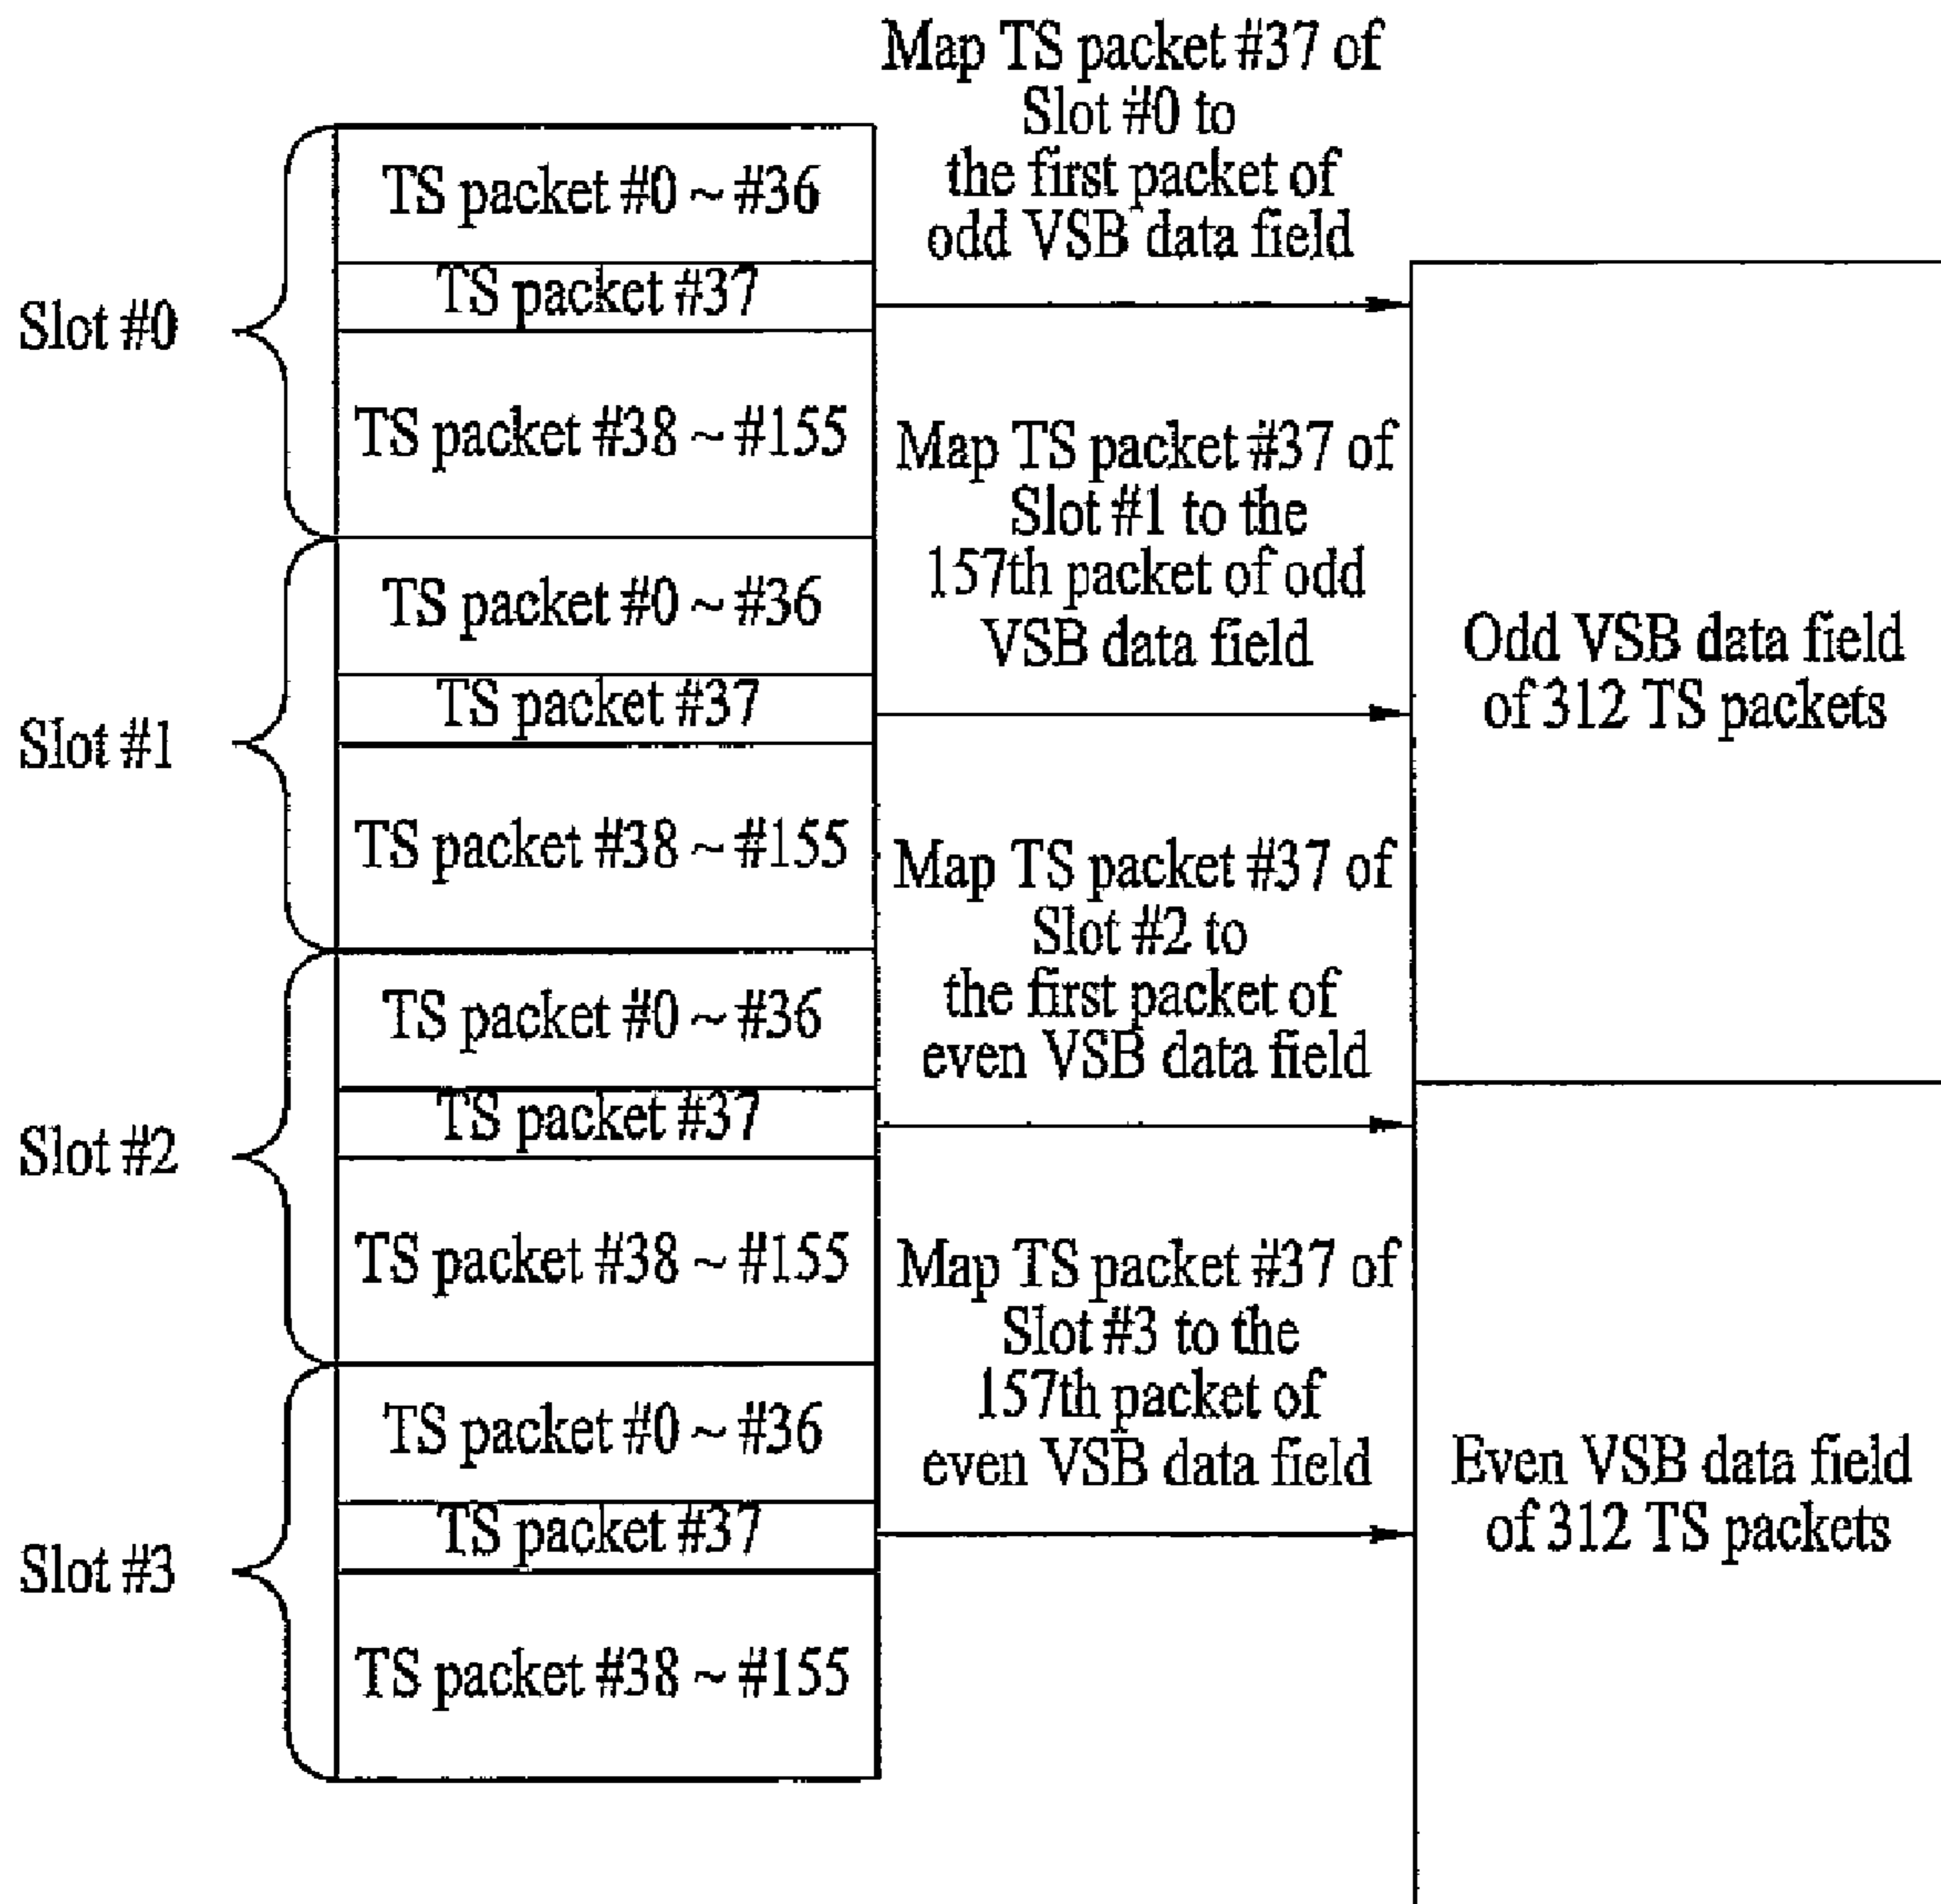 Map TS packet #37 of
Slot #0 to
the first packet of
odd VSB data field
Slot #0
TS packet #0 ~ #36
TS packet #37
TS packet #38 ~ #155
Map TS packet #37 of
Slot #1 to the
157th packet of odd
VSB data field
Slot #1
TS packet #0 ~ #36
TS packet #37
TS packet #38 ~ #155
Odd VSB data field
of 312 TS packets
Map TS packet #37 of
Slot #2 to
the first packet of
even VSB data field
Slot #2
TS packet #0 ~ #36
TS packet #37
TS packet #38 ~ #155
Map TS packet #37 of
Slot #3 to the
157th packet of
even VSB data field
Slot #3
TS packet #0 ~ #36
TS packet #37
TS packet #38 ~ #155
Even VSB data field
of 312 TS packets